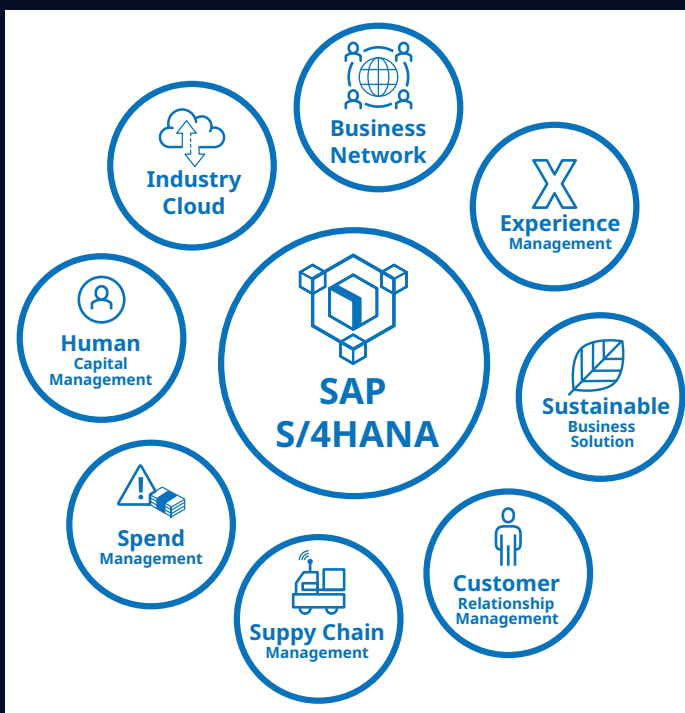 Business
Network
Industry
Cloud
Experience
Management
Human
Capital
Management
SAP
S/4HANA
Sustainable
Business
Solution
Spend
Management
Customer
Relationship
Management
Suppy Chain
Management